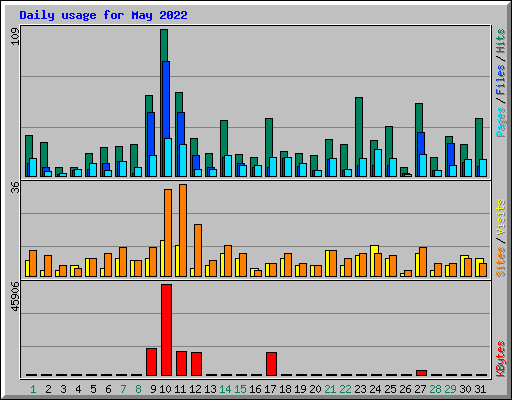 Daily usage for May 2022
109
Pages / Files / Hits
36
Sites / Visits
45906
KBytes
1 2 3 4 5 6 7 8 9 10 11 12 13 14 15 16 17 18 19 20 21 22 23 24 25 26 27 28 29 30 31